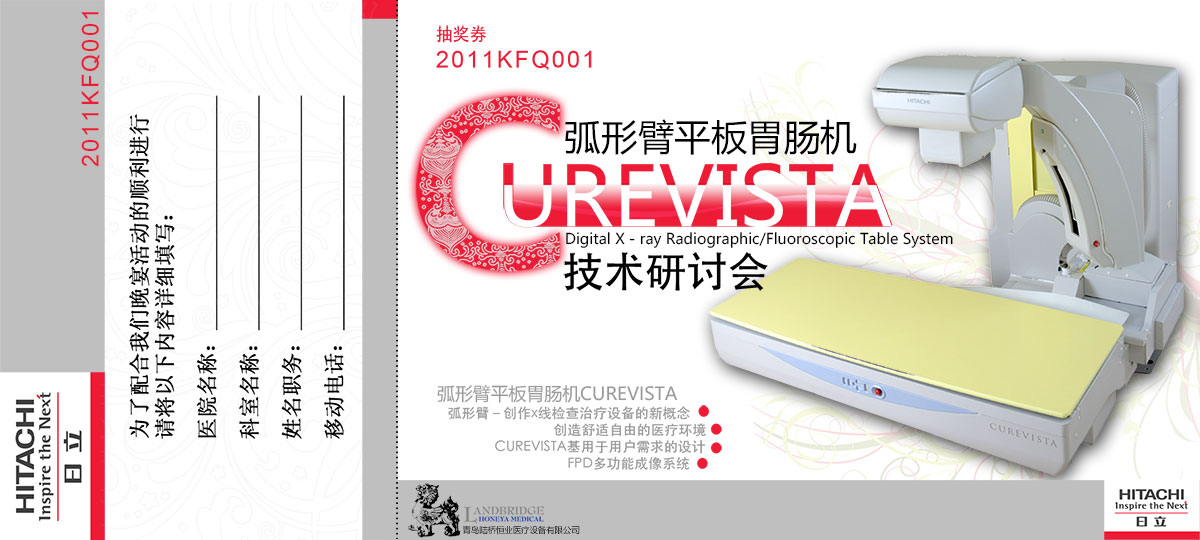 2011KFQ001
为了配合我们晚宴活动的顺利进行
请将以下内容详细填写：
医院名称：
科室名称：
姓名职务：
移动电话：
HITACHI
Inspire the Next
日立
抽奖券
2011KFQ001
HITACHI
弧形臂平板胃肠机
CUREVISTA
Digital X - ray Radiographic/Fluoroscopic Table System
技术研讨会
CUREVISTA
弧形臂平板胃肠机CUREVISTA
弧形臂－创作x线检查治疗设备的新概念
创造舒适自由的医疗环境
CUREVISTA基用于用户需求的设计
FPD多功能成像系统
LANDBRIDGE
HONEYA MEDICAL
青岛陆桥恒业医疗设备有限公司
HITACHI
Inspire the Next
日立